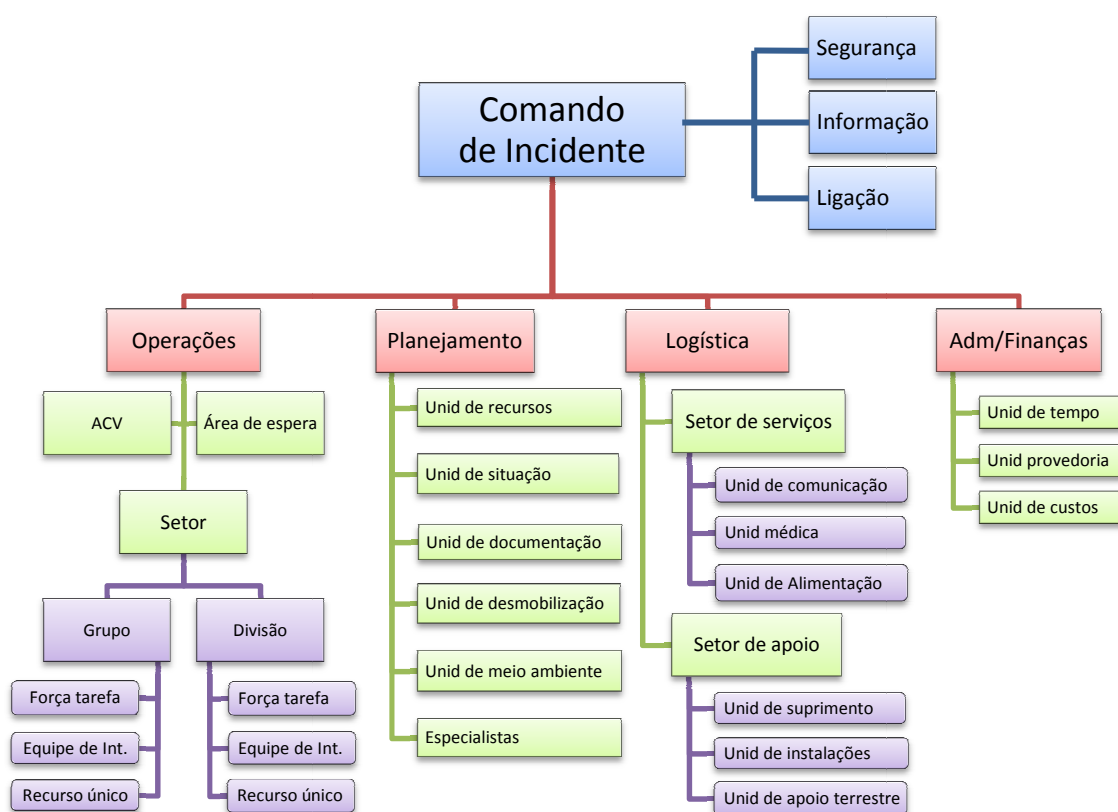 Segurança
Comando
de Incidente
Informação
Ligação
Operações
Planejamento
Logística
Adm/Finanças
ACV
Área de espera
Setor
Grupo
Divisão
Força tarefa
Equipe de Int.
Recurso único
Força tarefa
Equipe de Int.
Recurso único
Unid de recursos
Unid de situação
Unid de documentação
Unid de desmobilização
Unid de meio ambiente
Especialistas
Setor de serviços
Unid de comunicação
Unid médica
Unid de Alimentação
Setor de apoio
Unid de suprimento
Unid de instalações
Unid de apoio terrestre
Unid de tempo
Unid provedoria
Unid de custos